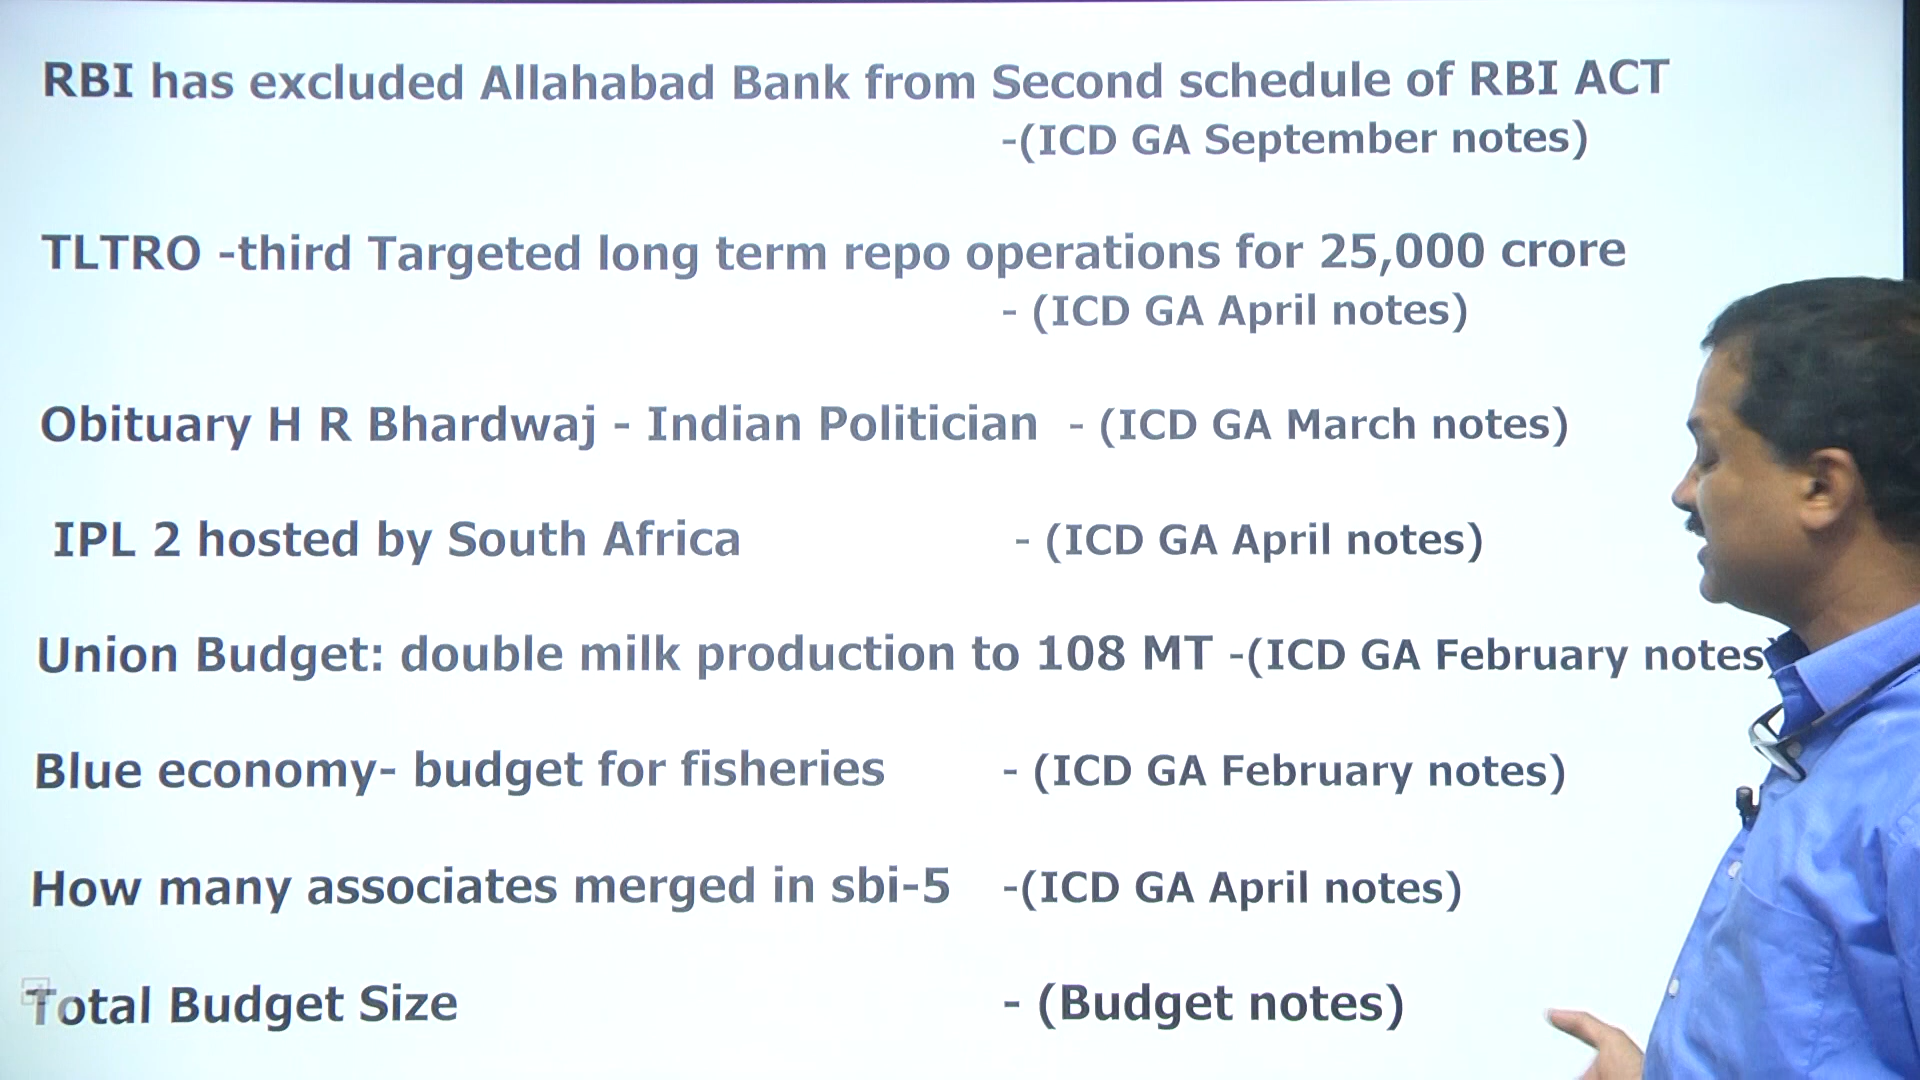 RBI has excluded Allahabad Bank from Second schedule of RBI ACT
-(ICD GA September notes)
TLTRO -third Targeted long term repo operations for 25,000 crore
- (ICD GA April notes)
Obituary H R Bhardwaj - Indian Politician - (ICD GA March notes)
IPL 2 hosted by South Africa - (ICD GA April notes)
Union Budget: double milk production to 108 MT -(ICD GA February notes)
Blue economy- budget for fisheries - (ICD GA February notes)
How many associates merged in sbi-5 -(ICD GA April notes)
Total Budget Size - (Budget notes)